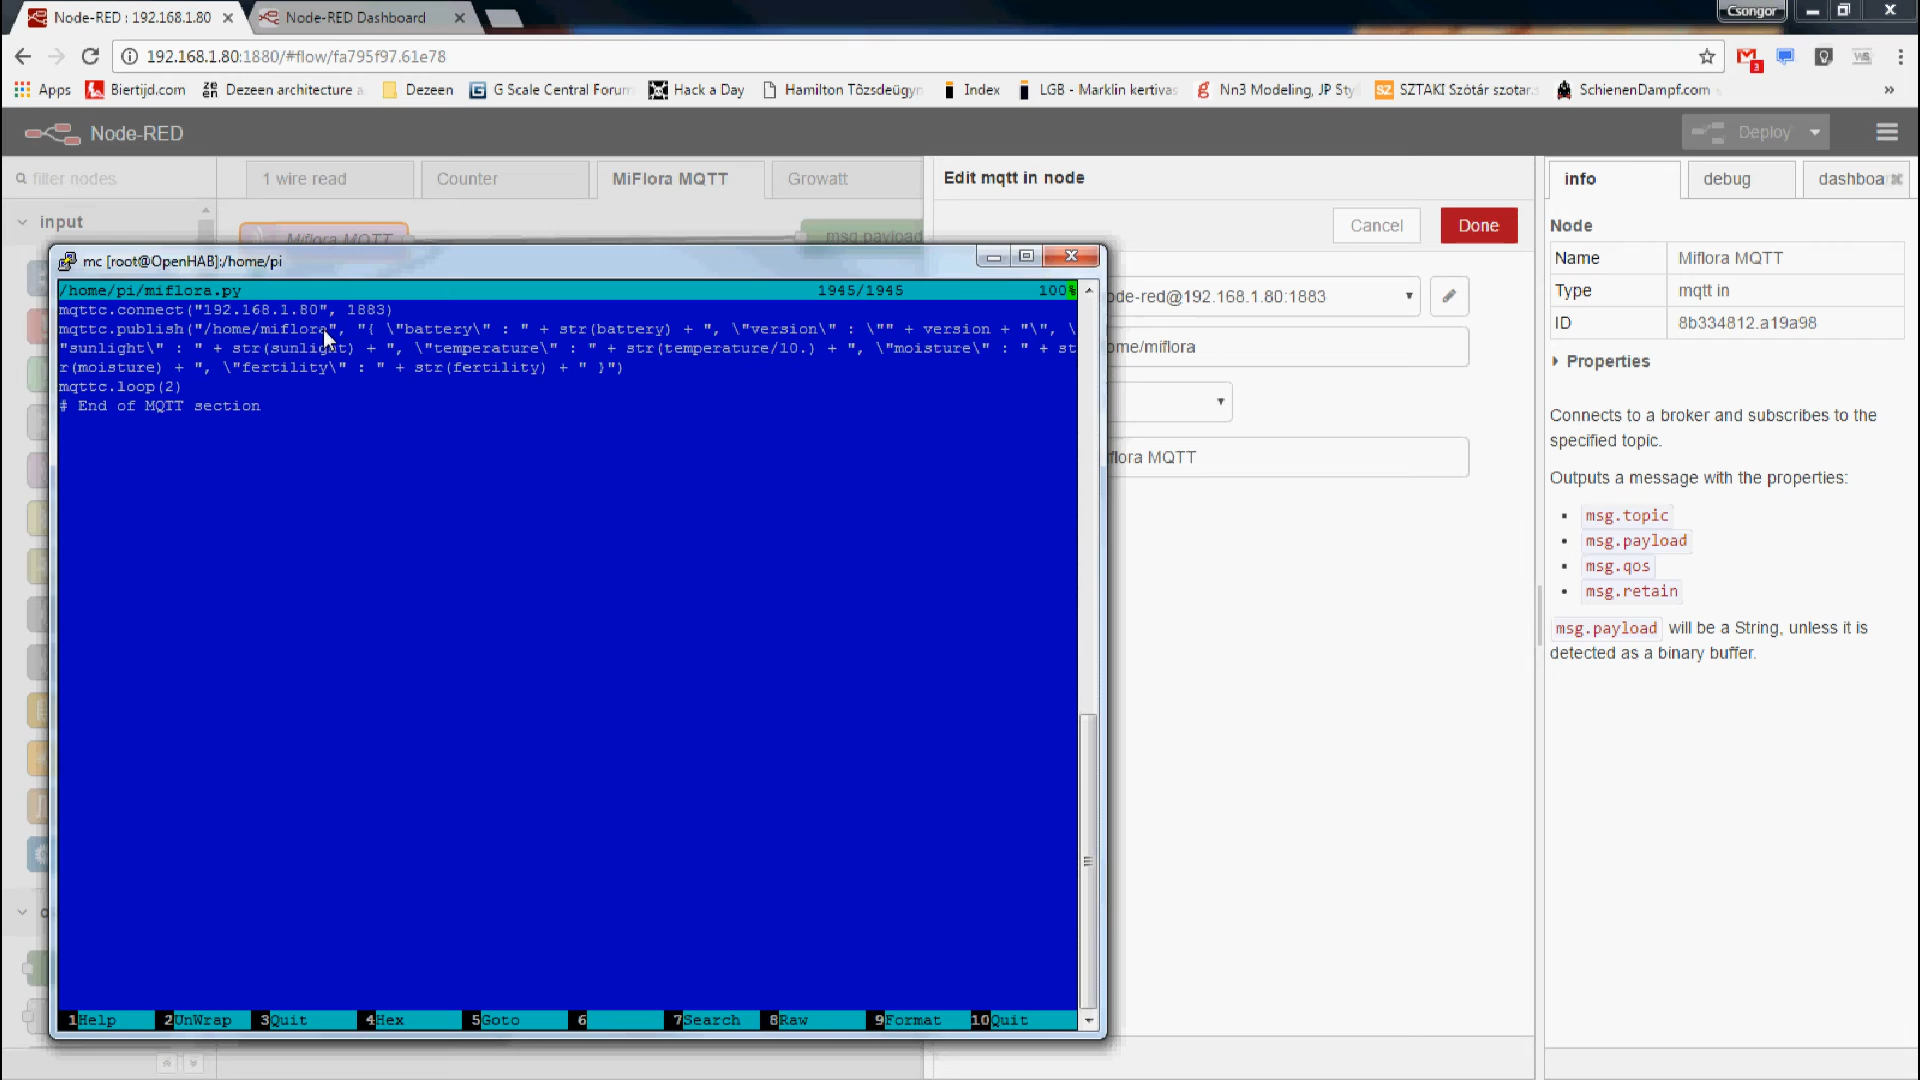 Node-RED : 192.168.1.80
Node-RED Dashboard
Csongor
192.168.1.80:1880/#flow/fa795f97.61e78
3
Apps
Biertijd.com
Dezeen architecture a
Dezeen
G Scale Central Forum
Hack a Day
Hamilton Tőzsdeügyn
Index
LGB - Marklin kertivas
Nn3 Modeling, JP Sty
SZTAKI Szótár szotar.
SchienenDampf.com
Node-RED
Deploy
filter nodes
1 wire read
Counter
MiFlora MQTT
Growatt
Edit mqtt in node
info
debug
dashboa
input
Miflora MQTT
msg.payload
Cancel
Done
Node
Name
Miflora MQTT
Type
mqtt in
ID
8b334812.a19a98
Properties
Connects to a broker and subscribes to the
specified topic.
Outputs a message with the properties:
msg.topic
msg.payload
msg.qos
msg.retain
msg.payload will be a String, unless it is
detected as a binary buffer.
ode-red@192.168.1.80:1883
ome/miflora
flora MQTT
mc [root@OpenHAB]:/home/pi
/home/pi/miflora.py 1945/1945 100%
mqttc.connect("192.168.1.80", 1883)
mqttc.publish("/home/miflora", "{ \"battery\" : " + str(battery) + ", \"version\" : \"" + version + "\", \
"sunlight\" : " + str(sunlight) + ", \"temperature\" : " + str(temperature/10.) + ", \"moisture\" : " + st
r(moisture) + ", \"fertility\" : " + str(fertility) + " }")
mqttc.loop(2)
# End of MQTT section
1Help 2UnWrap 3Quit 4Hex 5Goto 6 7Search 8Raw 9Format 10Quit